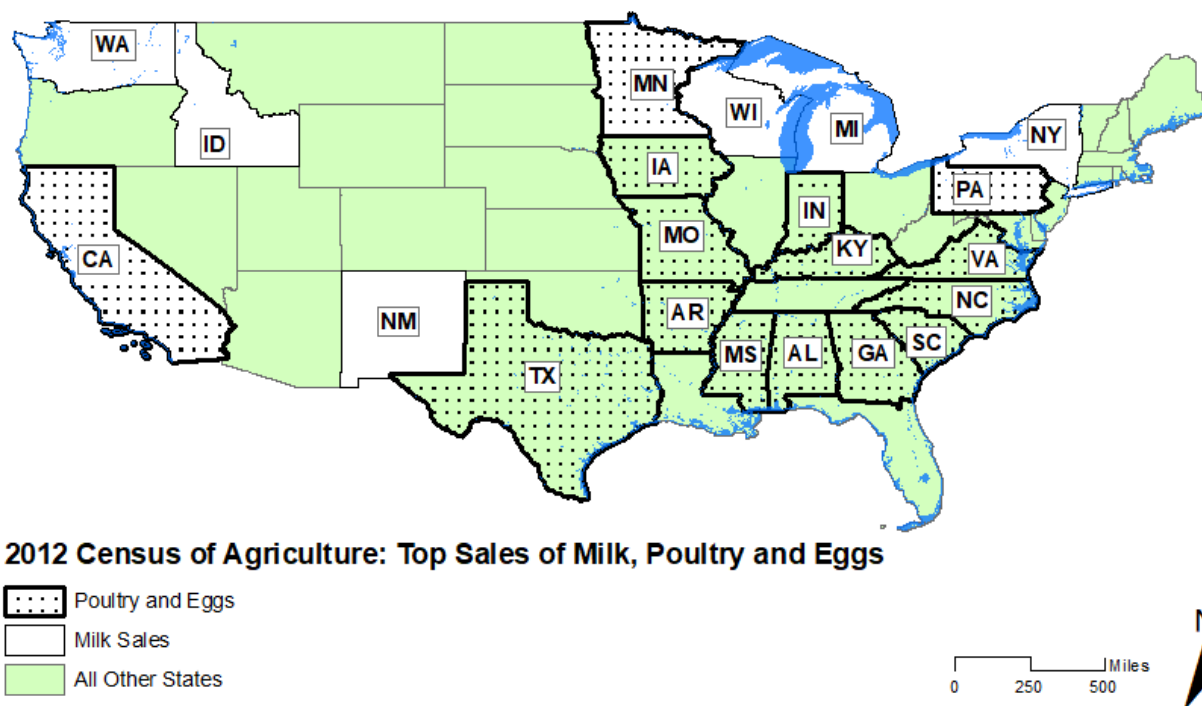 WA
MN
WI
MI
NY
ID
IA
PA
IN
MO
KY
CA
VA
NC
NM
AR
SC
MS
AL
GA
TX
2012 Census of Agriculture: Top Sales of Milk, Poultry and Eggs
Poultry and Eggs
Milk Sales
All Other States
N
Miles
0 250 500